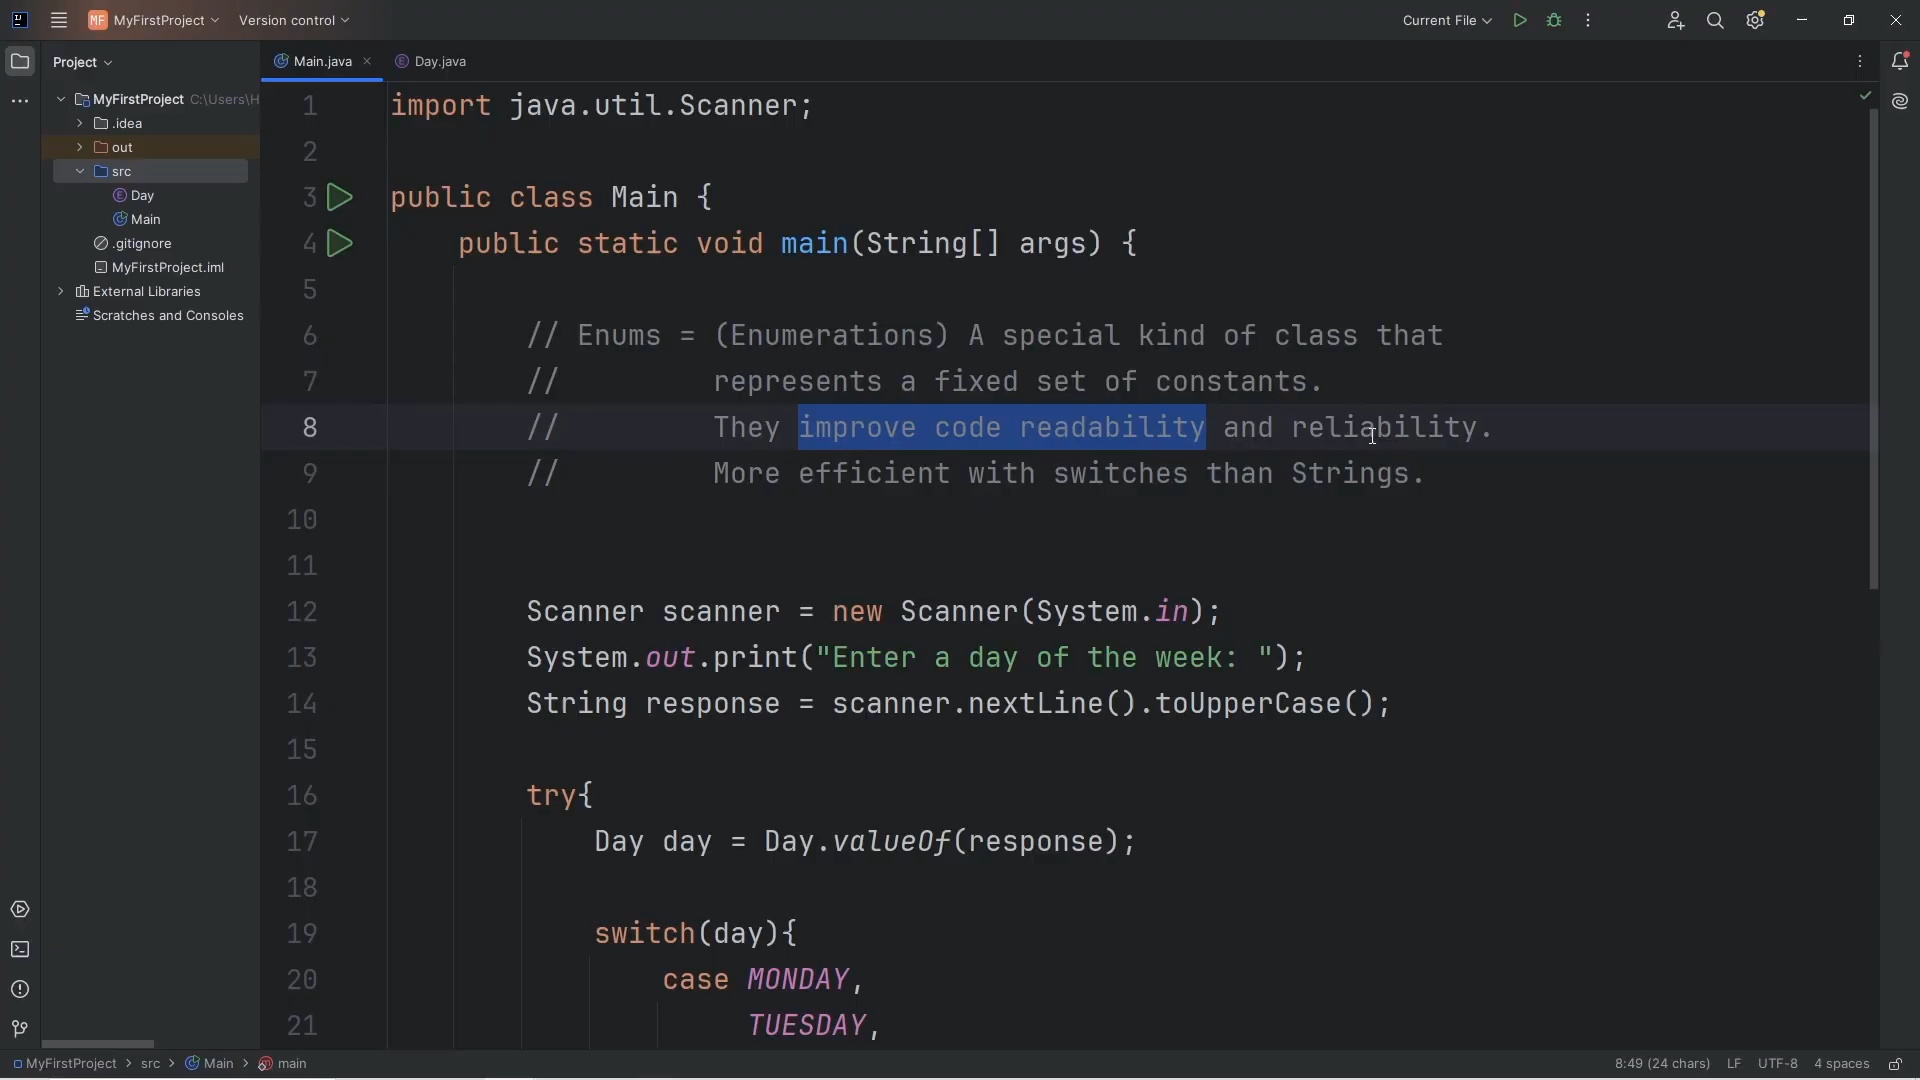 MF MyFirstProject Version control Current File
Project
Main.java
Day.java
MyFirstProject C:\Users\H
.idea
out
src
Day
Main
.gitignore
MyFirstProject.iml
External Libraries
Scratches and Consoles
1 import java.util.Scanner;
2
3 public class Main {
4 public static void main(String[] args) {
5
6 // Enums = (Enumerations) A special kind of class that
7 // represents a fixed set of constants.
8 // They improve code readability and reliability.
9 // More efficient with switches than Strings.
10
11
12 Scanner scanner = new Scanner(System.in);
13 System.out.print("Enter a day of the week: ");
14 String response = scanner.nextLine().toUpperCase();
15
16 try{
17 Day day = Day.valueOf(response);
18
19 switch(day){
20 case MONDAY,
21 TUESDAY,
MyFirstProject > src > Main > main 8:49 (24 chars) LF UTF-8 4 spaces